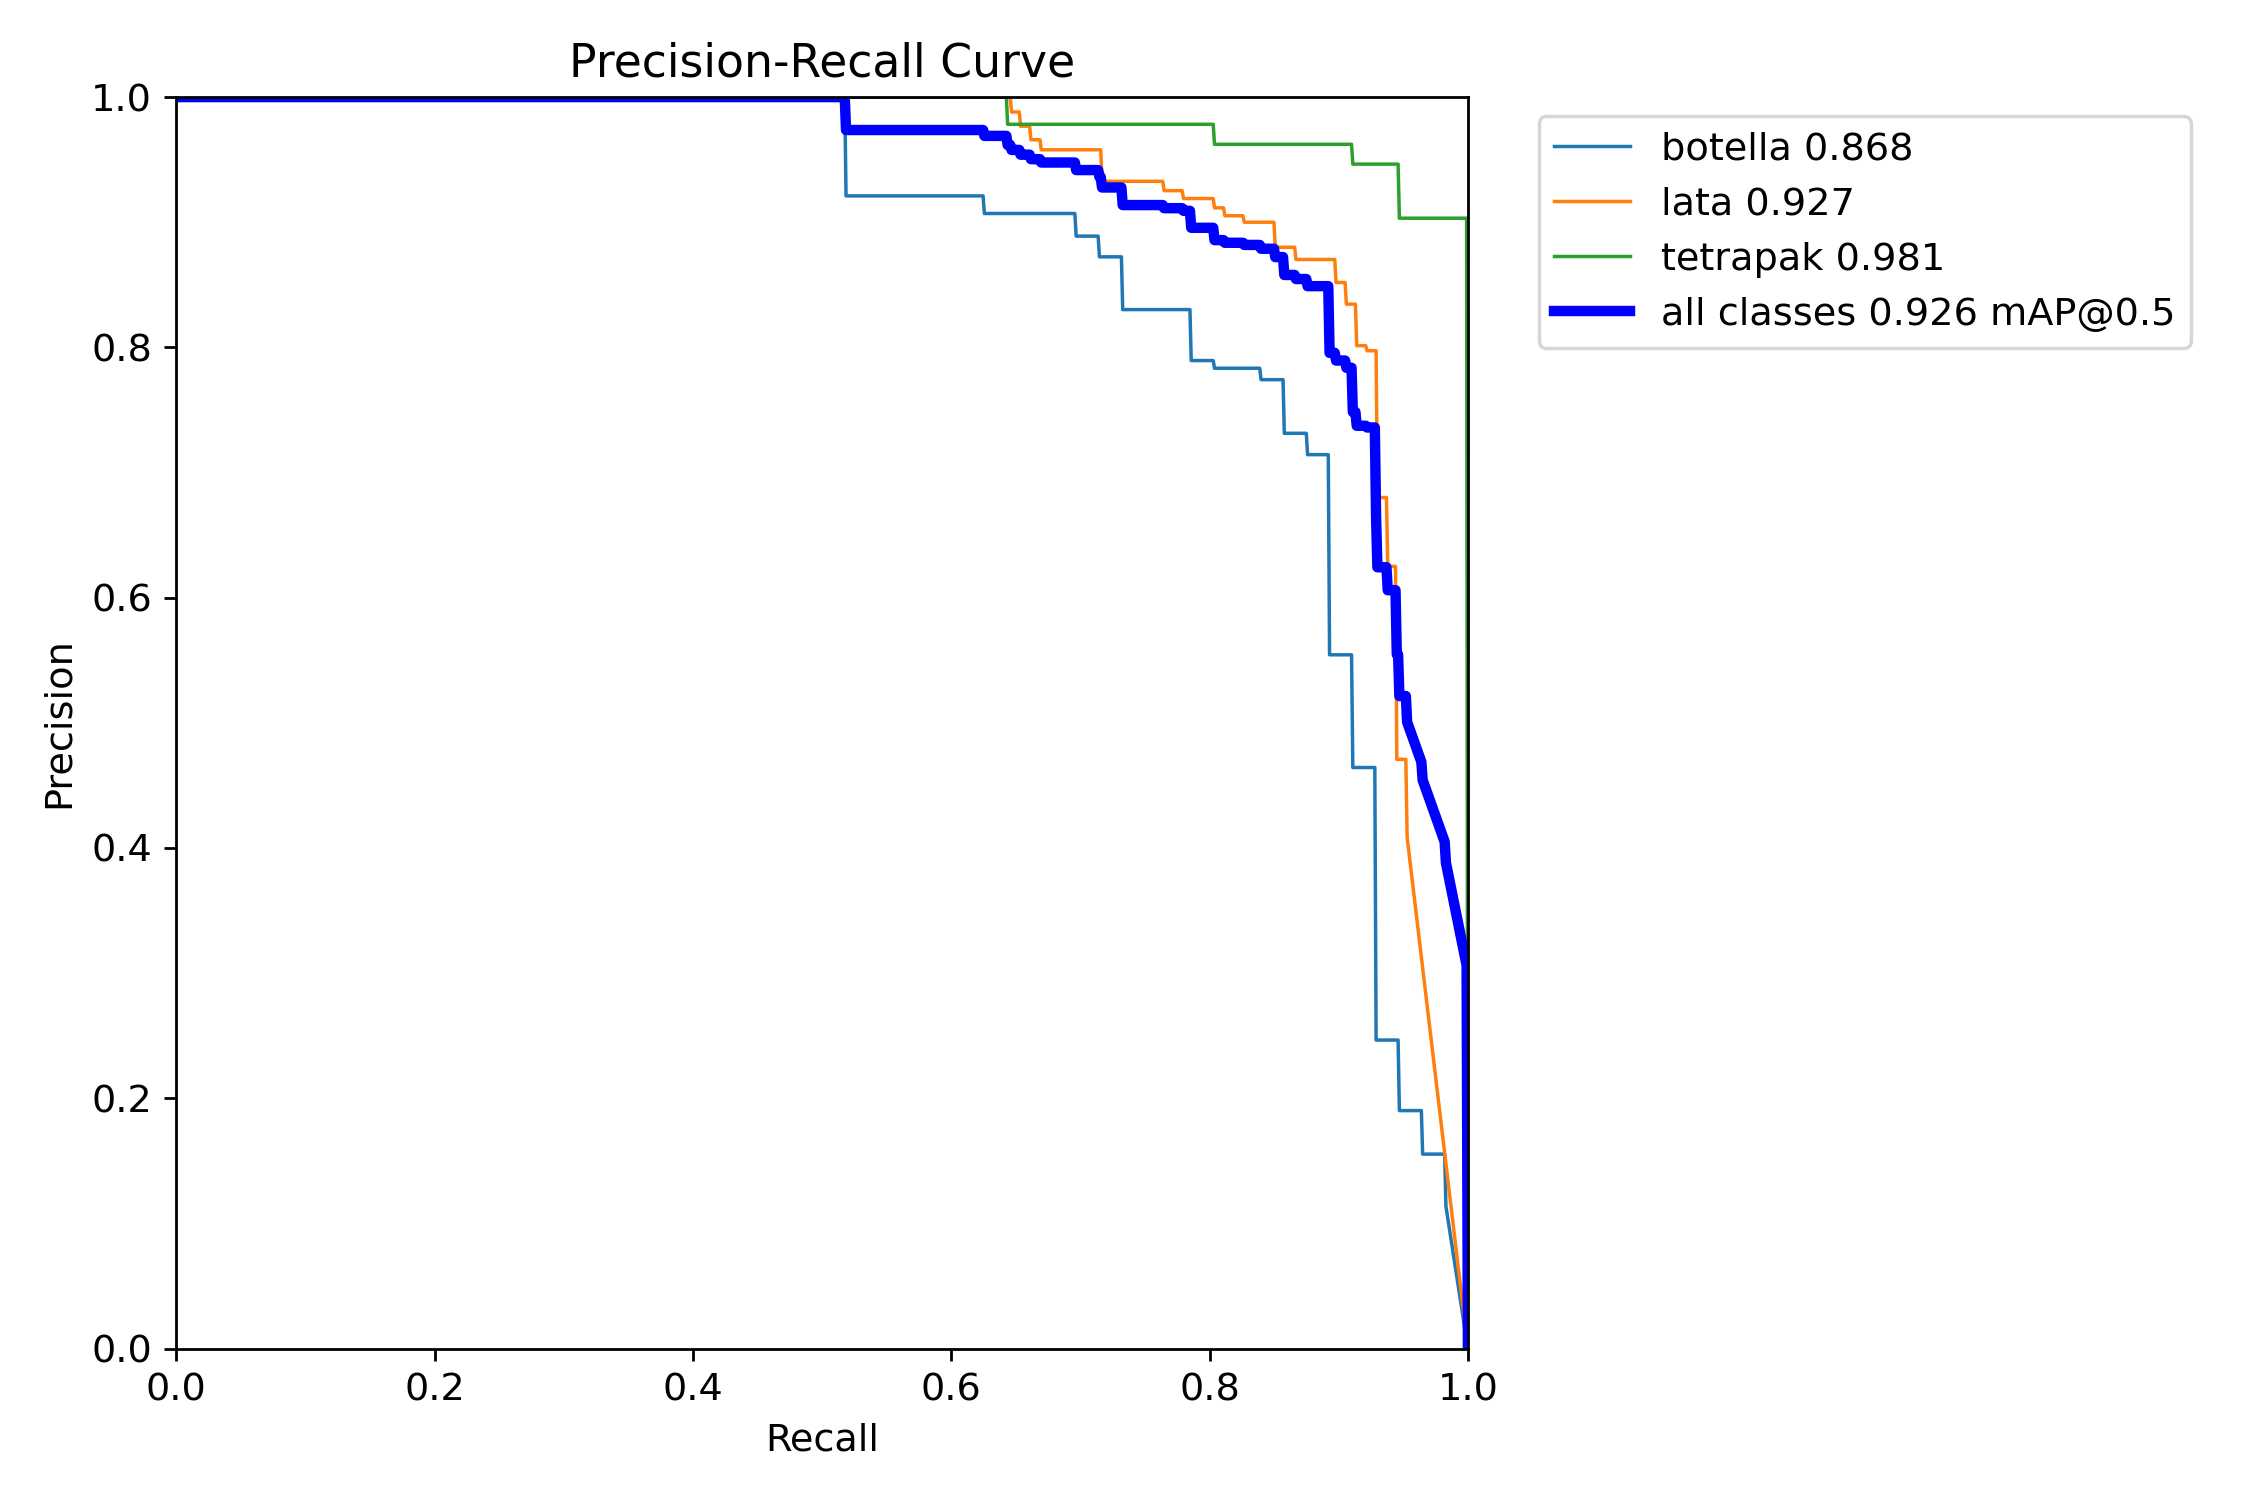 Precision-Recall Curve
1.0
0.8
0.6
0.4
0.2
0.0
Precision
0.0 0.2 0.4 0.6 0.8 1.0
Recall
botella 0.868
lata 0.927
tetrapak 0.981
all classes 0.926 mAP@0.5